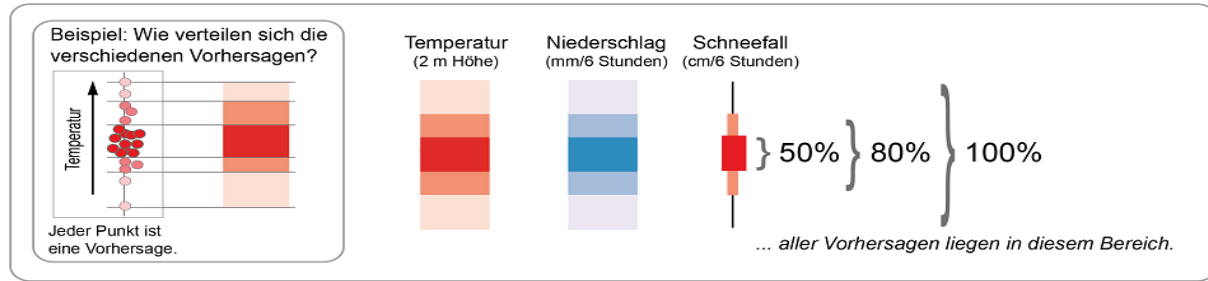 Beispiel: Wie verteilen sich die
verschiedenen Vorhersagen?
Temperatur
Jeder Punkt ist
eine Vorhersage.
Temperatur
(2 m Höhe)
Niederschlag
(mm/6 Stunden)
Schneefall
(cm/6 Stunden)
50%
80%
100%
... aller Vorhersagen liegen in diesem Bereich.